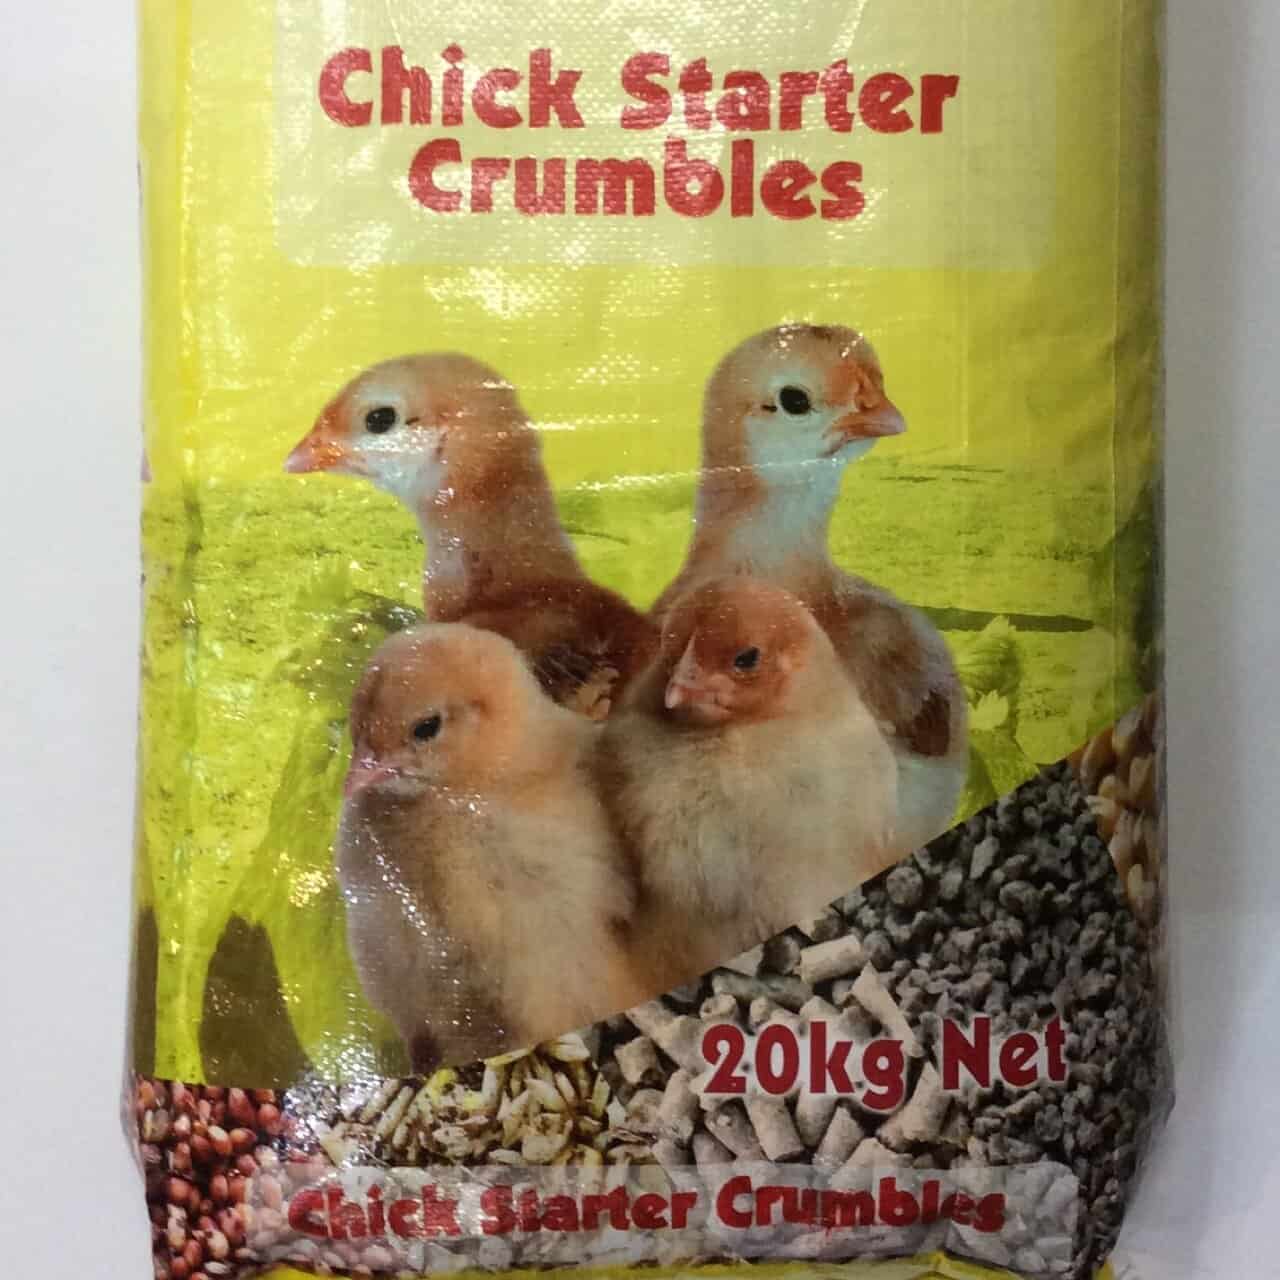 Chick Starter
Crumbles
20kg Net
Chick Starter Crumbles